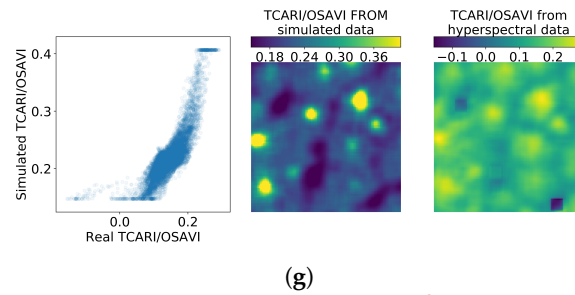 0.4
0.3
0.2
Simulated TCARI/OSAVI
0.0
0.2
Real TCARI/OSAVI
TCARI/OSAVI FROM
simulated data
0.18 0.24 0.30 0.36
TCARI/OSAVI from
hyperspectral data
−0.1 0.0 0.1 0.2
(g)